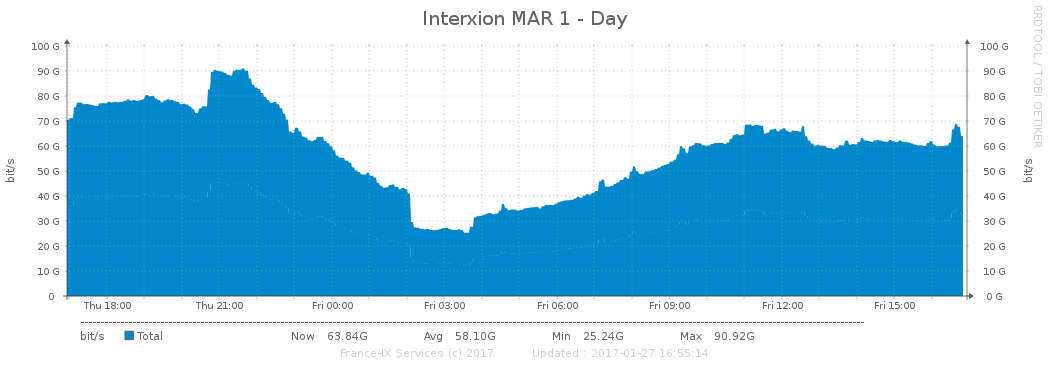 Interxion MAR 1 - Day
RRDTOOL / TOBI OETIKER
bit/s
bit/s
100 G 100 G
90 G 90 G
80 G 80 G
70 G 70 G
60 G 60 G
50 G 50 G
40 G 40 G
30 G 30 G
20 G 20 G
10 G 10 G
0 0 G
Thu 18:00 Thu 21:00 Fri 00:00 Fri 03:00 Fri 06:00 Fri 09:00 Fri 12:00 Fri 15:00
bit/s Total Now 63.84G Avg 58.10G Min 25.24G Max 90.92G
France-IX Services (c) 2017 Updated : 2017-01-27 16:55:14